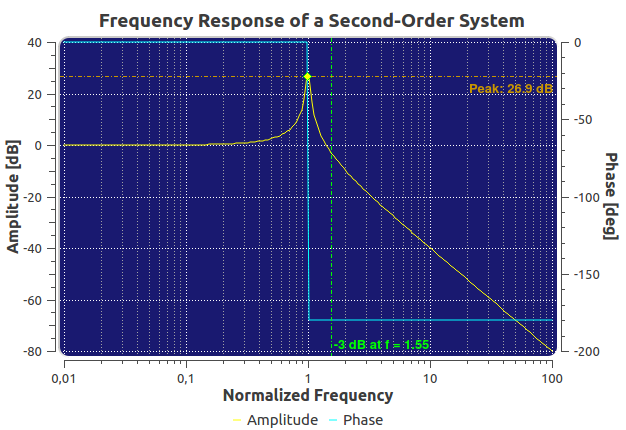 Frequency Response of a Second-Order System
40
20
0
-20
-40
-60
-80
Amplitude [dB]
0
-50
-100
-150
-200
Phase [deg]
Peak: 26.9 dB
-3 dB at f = 1.55
0,01
0,1
1
10
100
Normalized Frequency
Amplitude
Phase